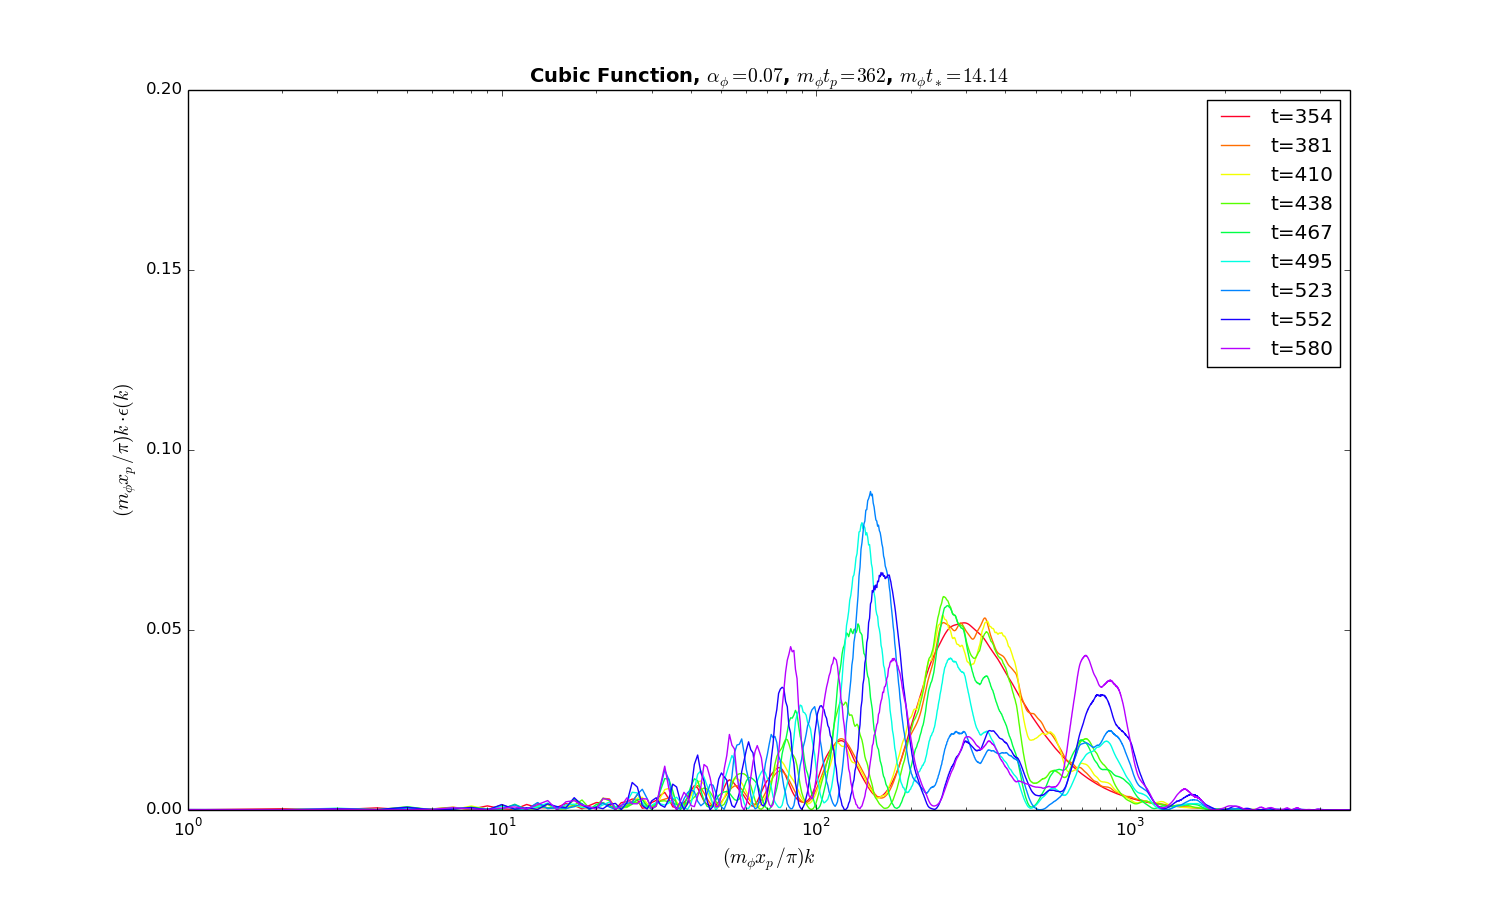 Cubic Function, α_ϕ=0.07, m_ϕt_p=362, m_ϕt_*=14.14
0.20
0.15
0.10
0.05
0.00
(m_ϕx_p/π)k·ϵ(k)
t=354
t=381
t=410
t=438
t=467
t=495
t=523
t=552
t=580
10^0 10^1 10^2 10^3
(m_ϕx_p/π)k